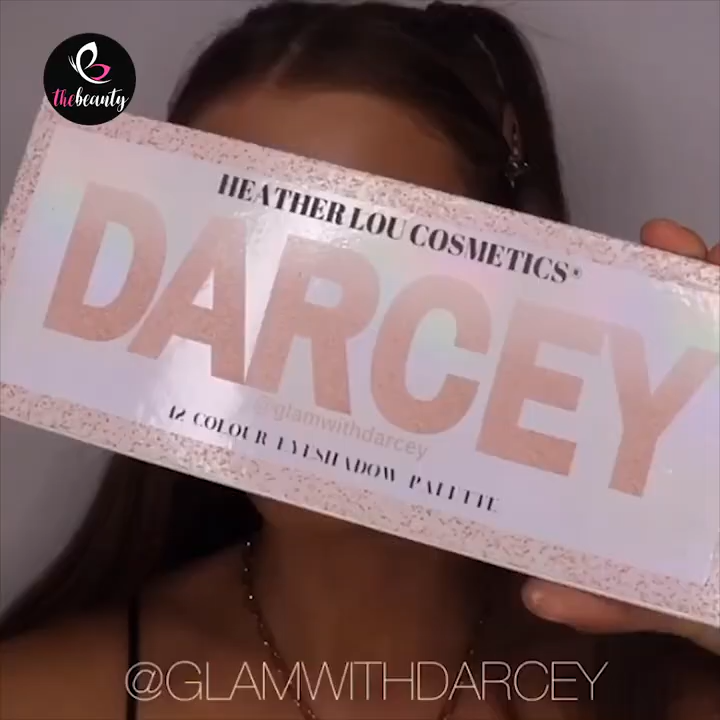 thebeauty
HEATHER LOU COSMETICS®
DARCEY
@glamwithdarcey
12 COLOUR EYESHADOW PALETTE
@GLAMWITHDARCEY